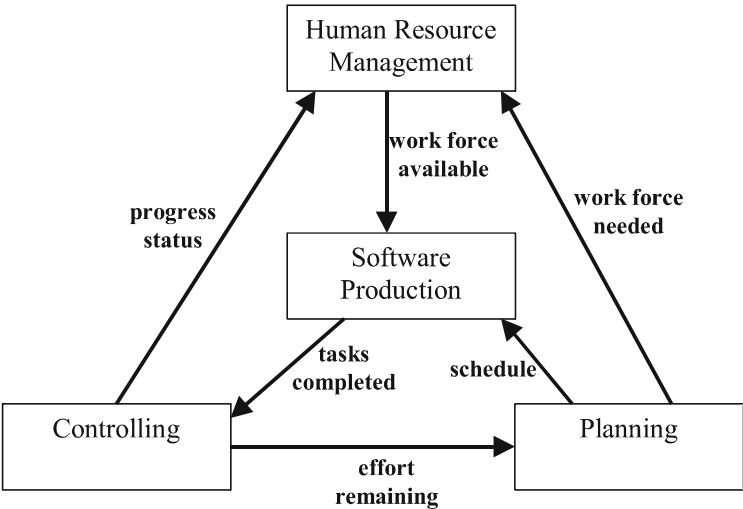 Human Resource
Management
work force
available
progress
status
work force
needed
Software
Production
tasks
completed
schedule
Controlling
Planning
effort
remaining